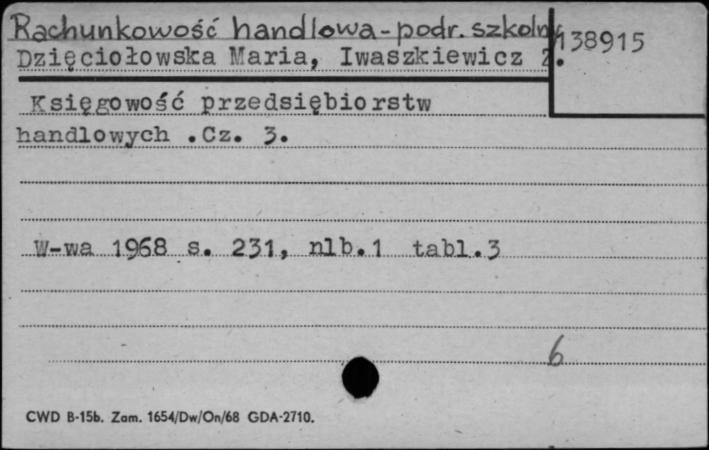 Rachunkowość handlowa - podr. szkolny
138915
Dzięciołowska Maria, Iwaszkiewicz Z.
Księgowość przedsiębiorstw
handlowych .Cz. 3.
W-wa 1968 s. 231, nlb.1 tabl.3
6
CWD B-15b. Zam. 1654/Dw/On/68 GDA-2710.